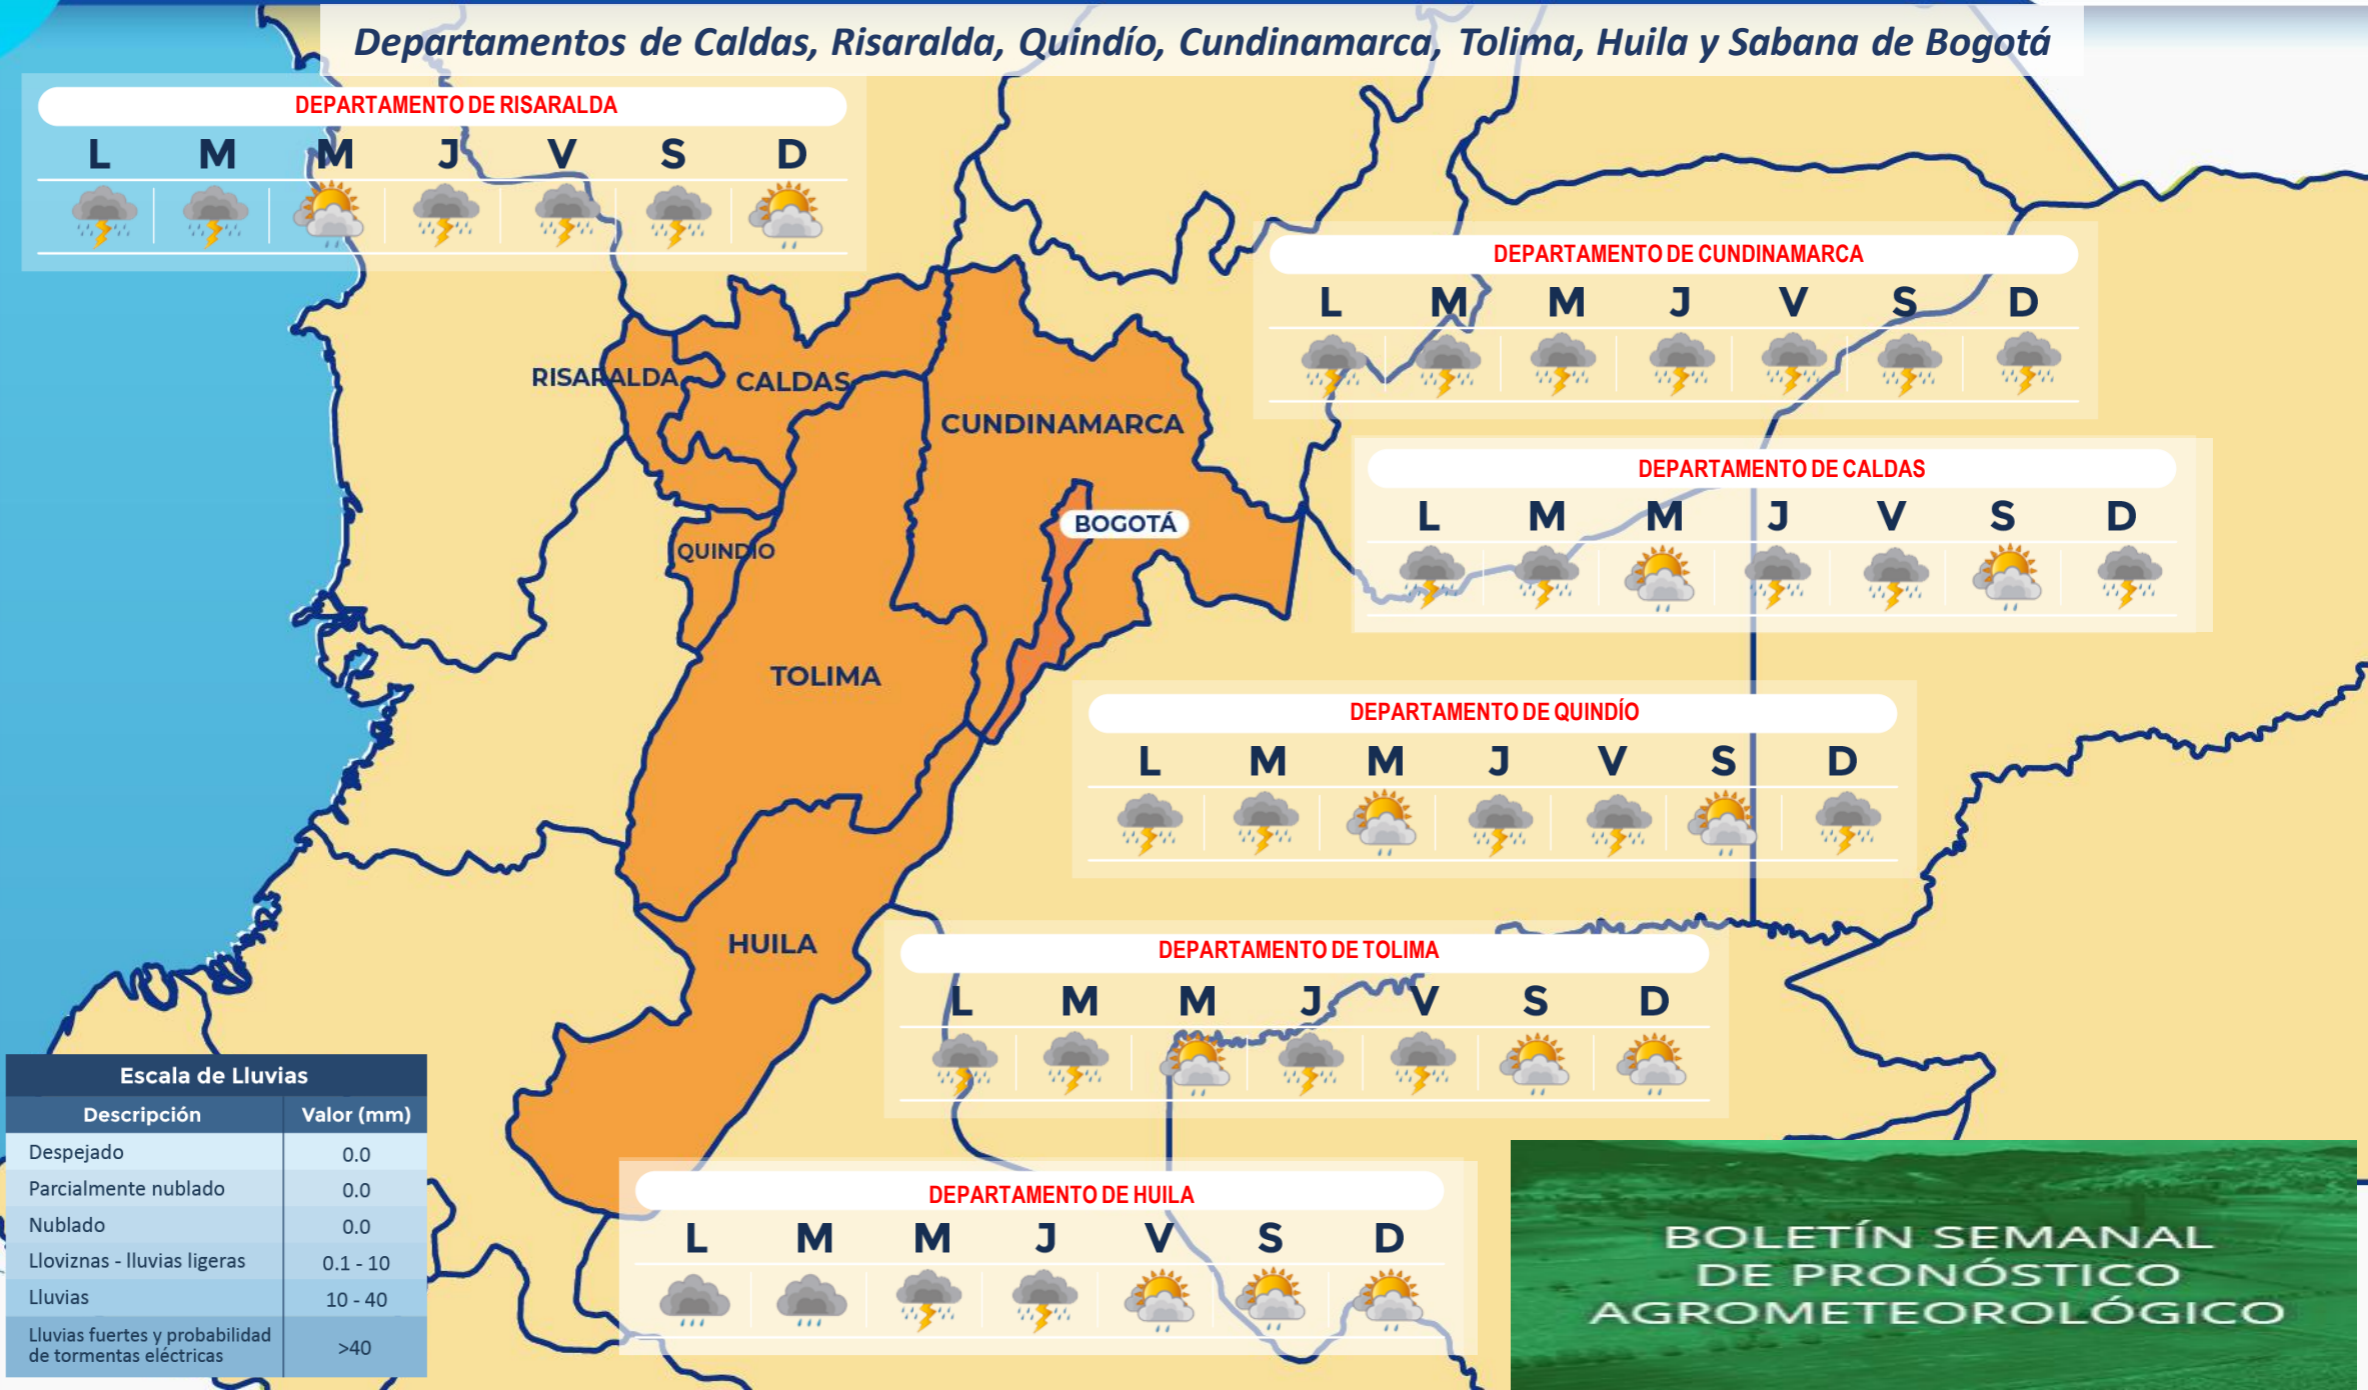 Departamentos de Caldas, Risaralda, Quindío, Cundinamarca, Tolima, Huila y Sabana de Bogotá
DEPARTAMENTO DE RISARALDA
L M M J V S D
DEPARTAMENTO DE CUNDINAMARCA
L M M J V S D
RISARALDA
CALDAS
CUNDINAMARCA
DEPARTAMENTO DE CALDAS
L M M J V S D
BOGOTÁ
QUINDIO
TOLIMA
DEPARTAMENTO DE QUINDÍO
L M M J V S D
HUILA
DEPARTAMENTO DE TOLIMA
L M M J V S D
Escala de Lluvias
Descripción Valor (mm)
Despejado 0.0
Parcialmente nublado 0.0
Nublado 0.0
Lloviznas - lluvias ligeras 0.1 - 10
Lluvias 10 - 40
Lluvias fuertes y probabilidad
de tormentas eléctricas >40
DEPARTAMENTO DE HUILA
L M M J V S D
BOLETÍN SEMANAL
DE PRONÓSTICO
AGROMETEOROLÓGICO